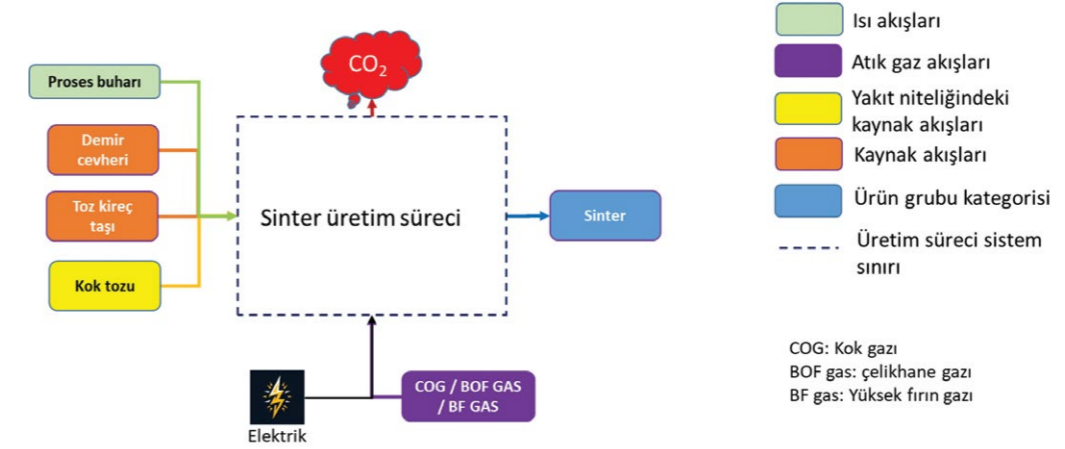 CO2
Proses buharı
Demir
cevheri
Toz kireç
taşı
Kok tozu
Sinter üretim süreci
Sinter
Elektrik
COG / BOF GAS
/ BF GAS
Isı akışları
Atık gaz akışları
Yakıt niteliğindeki
kaynak akışları
Kaynak akışları
Ürün grubu kategorisi
Üretim süreci sistem
sınırı
COG: Kok gazı
BOF gas: çelikhane gazı
BF gas: Yüksek fırın gazı